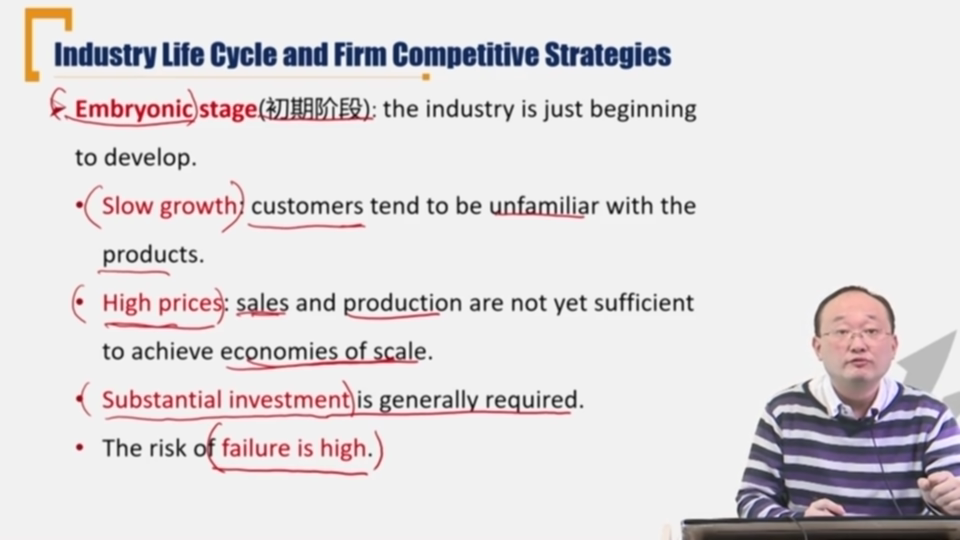 Industry Life Cycle and Firm Competitive Strategies
Embryonic stage(初期阶段): the industry is just beginning
to develop.
• Slow growth: customers tend to be unfamiliar with the
products.
• High prices: sales and production are not yet sufficient
to achieve economies of scale.
• Substantial investment is generally required.
• The risk of failure is high.